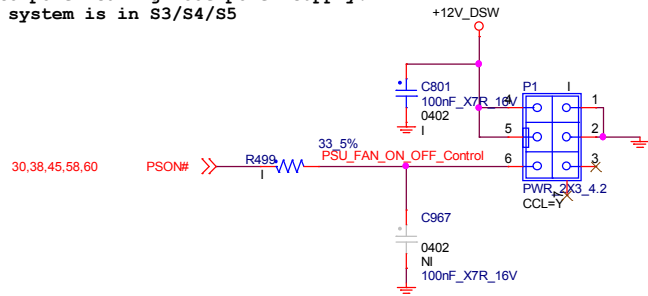 system is in S3/S4/S5
+12V_DSW
C801
100nF_X7R_16V
0402
I
P1
I
4
1
5
2
6
3
PWR_2X3_4.2
CCL=Y
30,38,45,58,60
PSON#
R499
I
33_5%
PSU_FAN_ON_OFF_Control
C967
0402
NI
100nF_X7R_16V